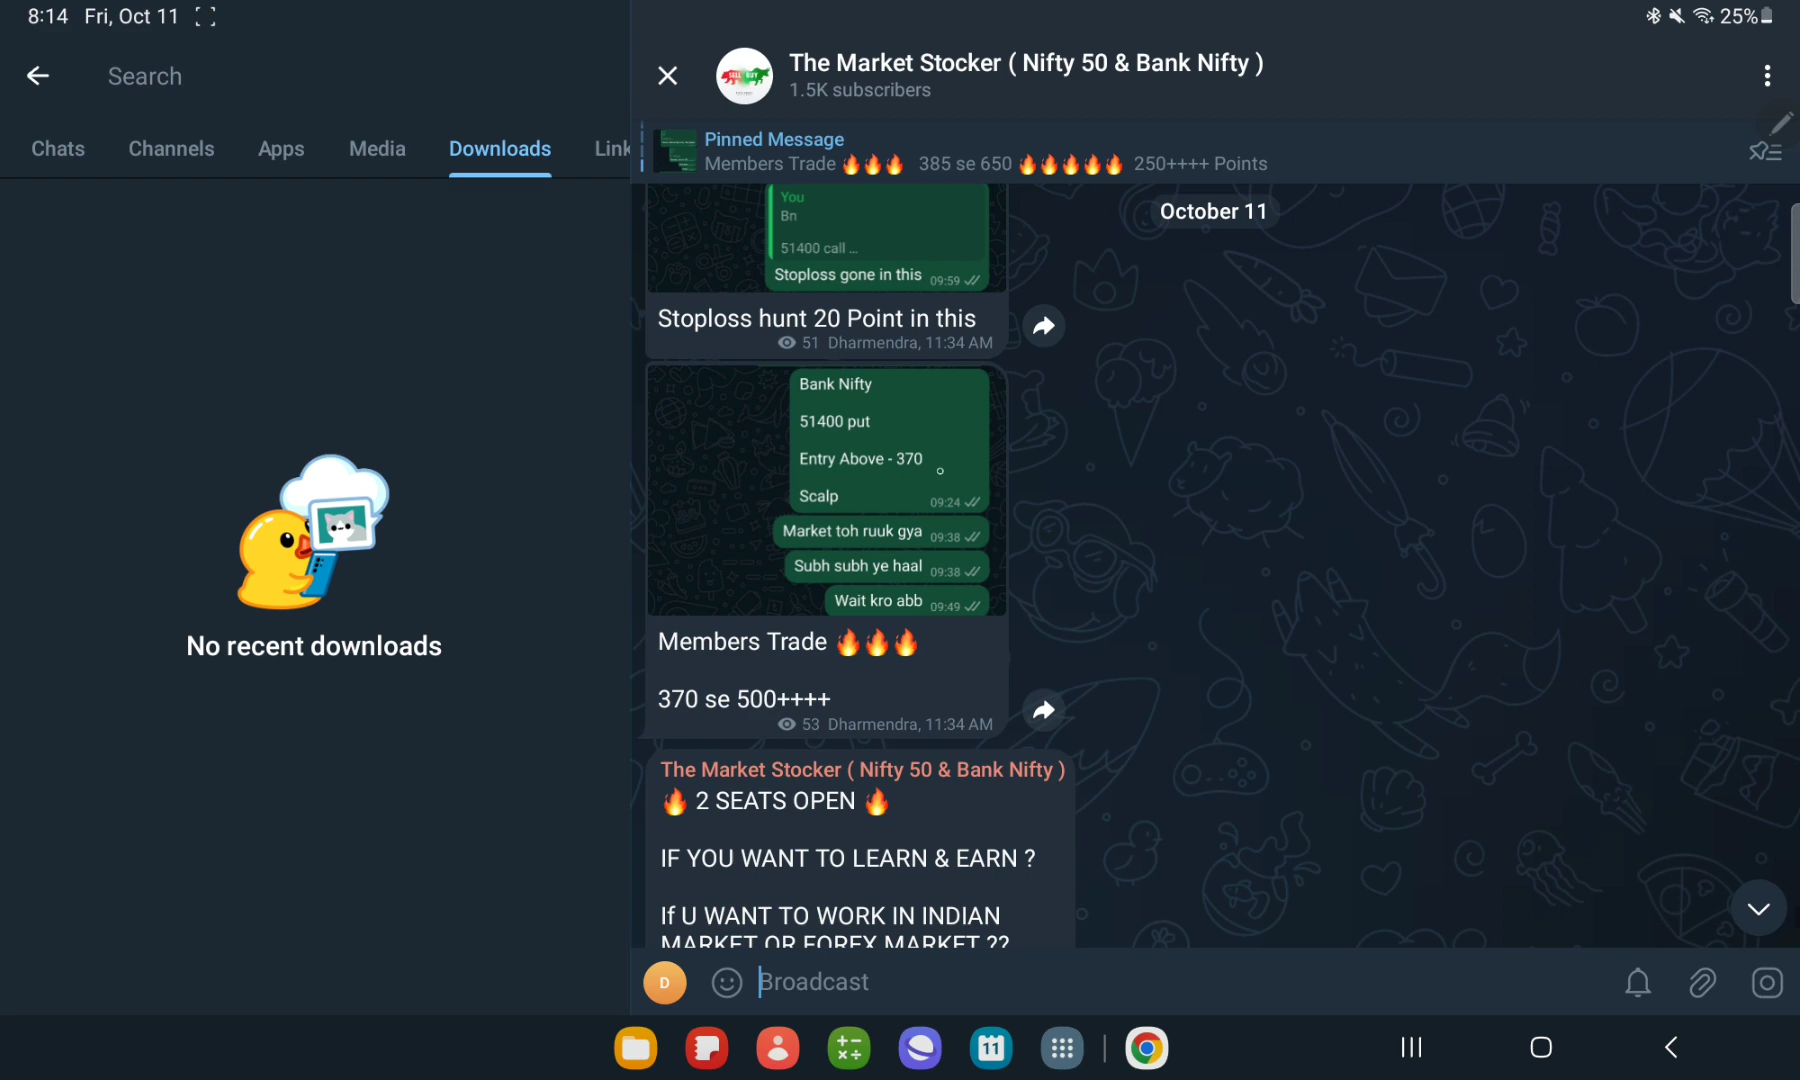 8:14 Fri, Oct 11
25%
Search
Chats Channels Apps Media Downloads Link
No recent downloads
The Market Stocker ( Nifty 50 & Bank Nifty )
1.5K subscribers
Pinned Message
Members Trade 🔥🔥🔥 385 se 650 🔥🔥🔥🔥🔥 250++++ Points
October 11
You
Bn
51400 call ...
Stoploss gone in this 09:59
Stoploss hunt 20 Point in this
51 Dharmendra, 11:34 AM
Bank Nifty
51400 put
Entry Above - 370
Scalp 09:24
Market toh ruuk gya 09:38
Subh subh ye haal 09:38
Wait kro abb 09:49
Members Trade 🔥🔥🔥
370 se 500++++
53 Dharmendra, 11:34 AM
The Market Stocker ( Nifty 50 & Bank Nifty )
🔥 2 SEATS OPEN 🔥
IF YOU WANT TO LEARN & EARN ?
If U WANT TO WORK IN INDIAN
MARKET OR FOREX MARKET ??
D
Broadcast
11